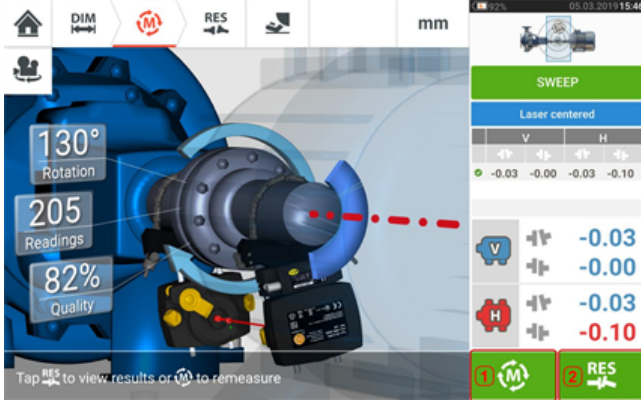 DIM
M
RES
mm
92%
05.03.2019 15:46
130°
Rotation
205
Readings
82%
Quality
Tap RES to view results or M to remeasure
SWEEP
Laser centered
V H
-0.03 -0.00 -0.03 -0.10
V
-0.03
-0.00
H
-0.03
-0.10
1 M
2 RES